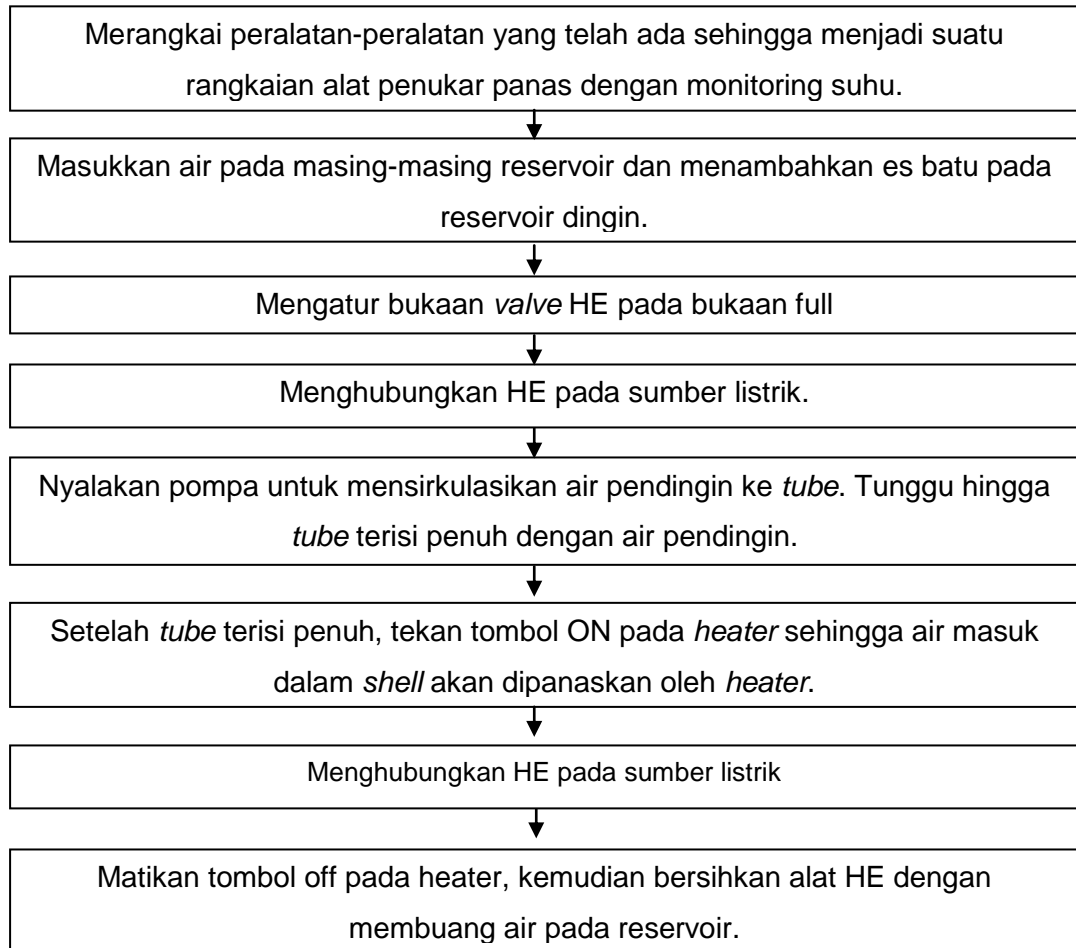 Merangkai peralatan-peralatan yang telah ada sehingga menjadi suatu
rangkaian alat penukar panas dengan monitoring suhu.
Masukkan air pada masing-masing reservoir dan menambahkan es batu pada
reservoir dingin.
Mengatur bukaan valve HE pada bukaan full
Menghubungkan HE pada sumber listrik.
Nyalakan pompa untuk mensirkulasikan air pendingin ke tube. Tunggu hingga
tube terisi penuh dengan air pendingin.
Setelah tube terisi penuh, tekan tombol ON pada heater sehingga air masuk
dalam shell akan dipanaskan oleh heater.
Menghubungkan HE pada sumber listrik
Matikan tombol off pada heater, kemudian bersihkan alat HE dengan
membuang air pada reservoir.